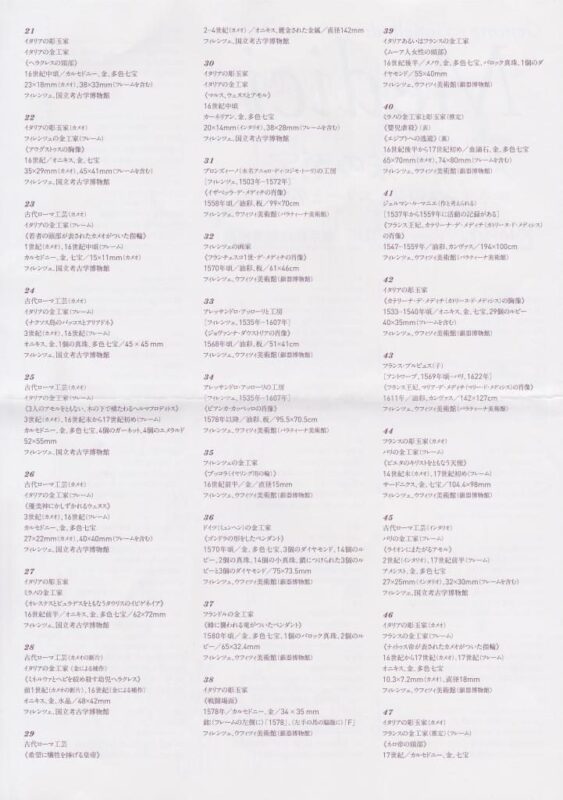 21
イタリアの彫玉家
イタリアの金工家
《ヘラクレスの頭部》
16世紀中頃/カルセドニー、金、多色七宝
23×18mm(カメオ)、38×33mm(フレームを含む)
フィレンツェ、国立考古学博物館
22
イタリアの彫玉家(カメオ)
フィレンツェの金工家(フレーム)
《アウグストゥスの胸像》
16世紀/オニキス、金、七宝
35×29mm(カメオ)、45×41mm(フレームを含む)
フィレンツェ、国立考古学博物館
23
古代ローマ工芸(カメオ)
イタリアの金工家(フレーム)
《若者の頭部が表されたカメオがついた指輪》
1世紀(カメオ)、16世紀中頃(フレーム)
カルセドニー、金、七宝/15×11mm(カメオ)
フィレンツェ、国立考古学博物館
24
古代ローマ工芸(カメオ)
イタリアの金工家(フレーム)
《ナクソス島のバッコスとアリアドネ》
3世紀(カメオ)、16世紀(フレーム)
オニキス、金、1個の真珠、多色七宝/45×45mm
フィレンツェ、国立考古学博物館
25
古代ローマ工芸(カメオ)
イタリアの金工家(フレーム)
《3人のアモルをともない、木の下で横たわるヘルマフロディトス》
3世紀(カメオ)、16世紀末から17世紀初め(フレーム)
カルセドニー、金、多色七宝、4個のガーネット、4個のエメラルド
52×55mm
フィレンツェ、国立考古学博物館
26
古代ローマ工芸(カメオ)
イタリアの金工家(フレーム)
《優美神にかしずかれるウェヌス》
3世紀(カメオ)、16世紀(フレーム)
カルセドニー、金、多色七宝
27×22mm(カメオ)、40×40mm(フレームを含む)
フィレンツェ、国立考古学博物館
27
イタリアの彫玉家
ミラノの金工家
《オレステスとピュラデスをともなうタウリスのイピゲネイア》
16世紀前半/オニキス、金、多色七宝/62×72mm
フィレンツェ、国立考古学博物館
28
古代ローマ工芸(カメオの断片)
イタリアの金工家(金による補作)
《ミネルウァとヘビを絞め殺す幼児ヘラクレス》
前1世紀(カメオの断片)、16世紀(金による補作)
オニキス、金、水晶/48×42mm
フィレンツェ、国立考古学博物館
29
古代ローマ工芸
《希望に犠牲を捧げる皇帝》
2-4世紀(カメオ)/オニキス、鍍金された金属/直径142mm
フィレンツェ、国立考古学博物館
30
イタリアの彫玉家
イタリアの金工家
《マルス、ウェヌスとアモル》
16世紀中頃
カーネリアン、金、多色七宝
20×14mm(インタリオ)、38×28mm(フレームを含む)
フィレンツェ、国立考古学博物館
31
ブロンズィーノ(本名アニョロ・ディ・コジモ・トーリ)の工房
[フィレンツェ、1503年-1572年]
《イザベッラ・デ・メディチの肖像》
1558年頃/油彩、板/99×70cm
フィレンツェ、ウフィツィ美術館(パラティーナ美術館)
32
フィレンツェの画家
《フランチェスコ1世・デ・メディチの肖像》
1570年頃/油彩、板/61×46cm
フィレンツェ、ウフィツィ美術館(銀器博物館)
33
アレッサンドロ・アッローリと工房
[フィレンツェ、1535年-1607年]
《ジョヴァンナ・ダウストリアの肖像》
1568年頃/油彩、板/51×41cm
フィレンツェ、ウフィツィ美術館(銀器博物館)
34
アレッサンドロ・アッローリの工房
[フィレンツェ、1535年-1607年]
《ビアンカ・カッペッロの肖像》
1578年以降/油彩、板/95.5×70.5cm
フィレンツェ、ウフィツィ美術館(パラティーナ美術館)
35
フィレンツェの金工家
《ブッコラ(イヤリング用の輪)》
16世紀前半/金/直径15mm
フィレンツェ、ウフィツィ美術館(銀器博物館)
36
ドイツ(ミュンヘン)の金工家
《ゴンドラの形をしたペンダント》
1570年頃/金、多色七宝、3個のダイヤモンド、14個のル
ビー、2個の真珠、14個の小真珠、鎖につけられた3個のル
ビーと3個のダイヤモンド/75×73.5mm
フィレンツェ、ウフィツィ美術館(銀器博物館)
37
フランドルの金工家
《蜂に襲われる竜がついたペンダント》
1580年頃/金、多色七宝、1個のバロック真珠、2個のル
ビー/65×32.4mm
フィレンツェ、ウフィツィ美術館(銀器博物館)
38
イタリアの彫玉家
《戦闘場面》
1578年/カルセドニー、金/34×35mm
銘:(フレームの左側に)「1578」、(左手の馬の脇腹に)「F」
フィレンツェ、ウフィツィ美術館(銀器博物館)
39
イタリアあるいはフランスの金工家
《ムーア人女性の頭部》
16世紀後半/メノウ、金、多色七宝、バロック真珠、1個のダ
イヤモンド/55×40mm
フィレンツェ、ウフィツィ美術館(銀器博物館)
40
ミラノの金工家と彫玉家(推定)
《嬰児虐殺》(表)
《エジプトへの逃避》(裏)
16世紀後半から17世紀初め/血滴石、金、多色七宝
65×70mm(カメオ)、74×80mm(フレームを含む)
フィレンツェ、ウフィツィ美術館(銀器博物館)
41
ジェルマン・ル・マニエ(作と考えられる)
[1537年から1559年に活動の記録がある]
《フランス王妃、カテリーナ・デ・メディチ(カトリーヌ・ド・メディシス)
の肖像》
1547-1559年/油彩、カンヴァス/194×100cm
フィレンツェ、ウフィツィ美術館(パラティーナ美術館)
42
イタリアの彫玉家
《カテリーナ・デ・メディチ(カトリーヌ・ド・メディシス)の胸像》
1533-1540年/オニキス、金、七宝、29個のルビー
40×35mm(フレームを含む)
フィレンツェ、ウフィツィ美術館(銀器博物館)
43
フランス・プルビュス(子)
[アントワープ、1569年頃-パリ、1622年]
《フランス王妃、マリア・デ・メディチ(マリー・ド・メディシス)の肖像》
1611年/油彩、カンヴァス/142×127cm
フィレンツェ、ウフィツィ美術館(パラティーナ美術館)
44
フランスの彫玉家(カメオ)
パリの金工家(フレーム)
《ピエタのキリストをともなう天使》
14世紀末(カメオ)、17世紀初め(フレーム)
サードニクス、金、七宝/104.4×98mm
フィレンツェ、ウフィツィ美術館(銀器博物館)
45
古代ローマ工芸(インタリオ)
パリの金工家(フレーム)
《ライオンにまたがるアモル》
2世紀(インタリオ)、17世紀前半(フレーム)
アメシスト、金、多色七宝
27×25mm(インタリオ)、32×30mm(フレームを含む)
フィレンツェ、国立考古学博物館
46
イタリアの彫玉家(カメオ)
フランスの金工家(フレーム)
《ティトゥス帝が表されたカメオがついた指輪》
16世紀から17世紀(カメオ)、17世紀(フレーム)
オニキス、金、多色七宝
10.3×7.2mm(カメオ)、直径18mm
フィレンツェ、ウフィツィ美術館(銀器博物館)
47
イタリアの彫玉家(カメオ)
フランスの金工家(推定)(フレーム)
《ネロ帝の頭部》
17世紀/カルセドニー、金、七宝